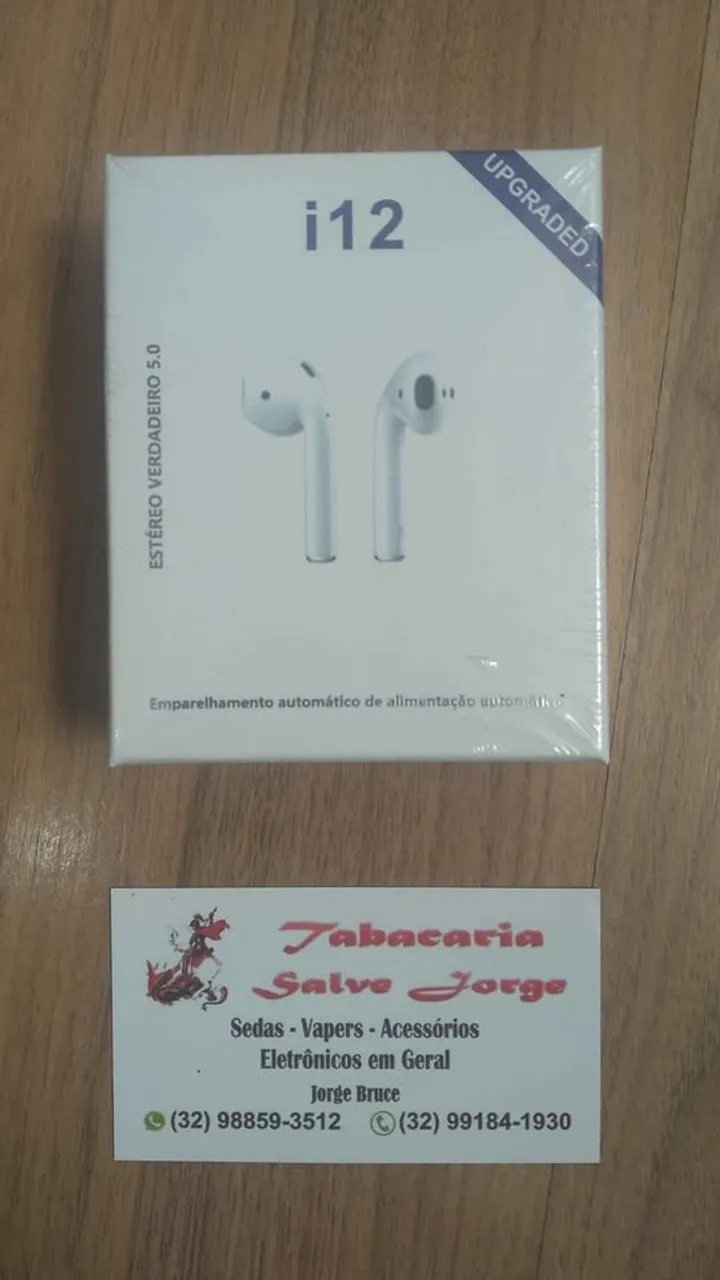 UPGRADED
i12
ESTÉREO VERDADEIRO 5.0
Emparelhamento automático de alimentação automático
Tabacaria
Salve Jorge
Sedas - Vapers - Acessórios
Eletrônicos em Geral
Jorge Bruce
(32) 98859-3512 (32) 99184-1930